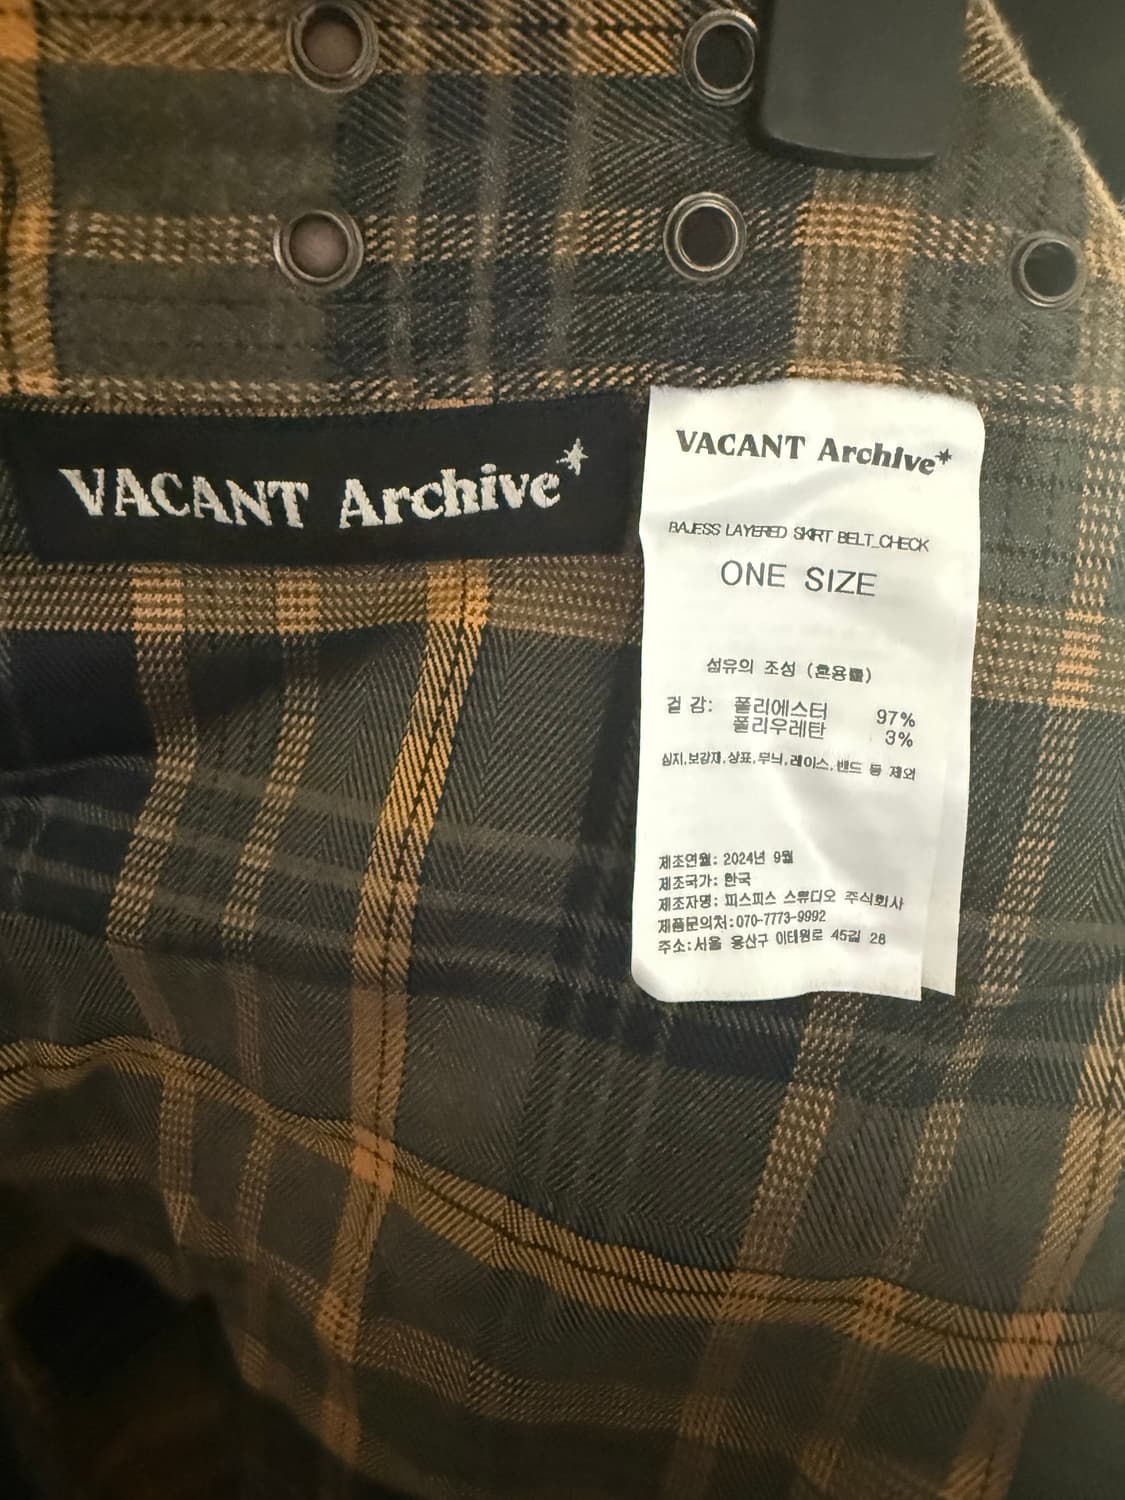 VACANT Archive*
VACANT Archive*
BAJESS LAYERED SKIRT BELT_CHECK
ONE SIZE
섬유의 조성 (혼용률)
겉 감: 폴리에스터 97%
폴리우레탄 3%
심지,보강재,상표,무늬,레이스,밴드 등 제외
제조연월: 2024년 9월
제조국가: 한국
제조자명: 피스피스 스튜디오 주식회사
제품문의처:070-7773-9992
주소:서울 용산구 이태원로 45길 28